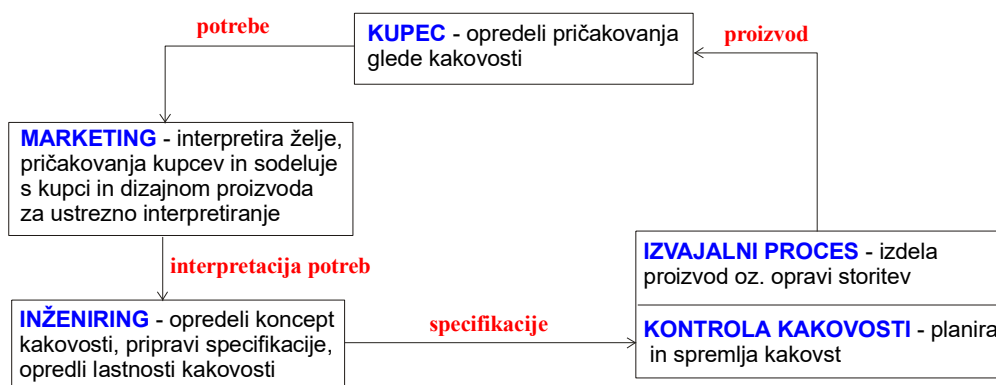 potrebe
KUPEC - opredeli pričakovanja
glede kakovosti
proizvod
MARKETING - interpretira želje,
pričakovanja kupcev in sodeluje
s kupci in dizajnom proizvoda
za ustrezno interpretiranje
interpretacija potreb
INŽENIRING - opredeli koncept
kakovosti, pripravi specifikacije,
opredli lastnosti kakovosti
specifikacije
IZVAJALNI PROCES - izdela
proizvod oz. opravi storitev
KONTROLA KAKOVOSTI - planira
in spremlja kakovst